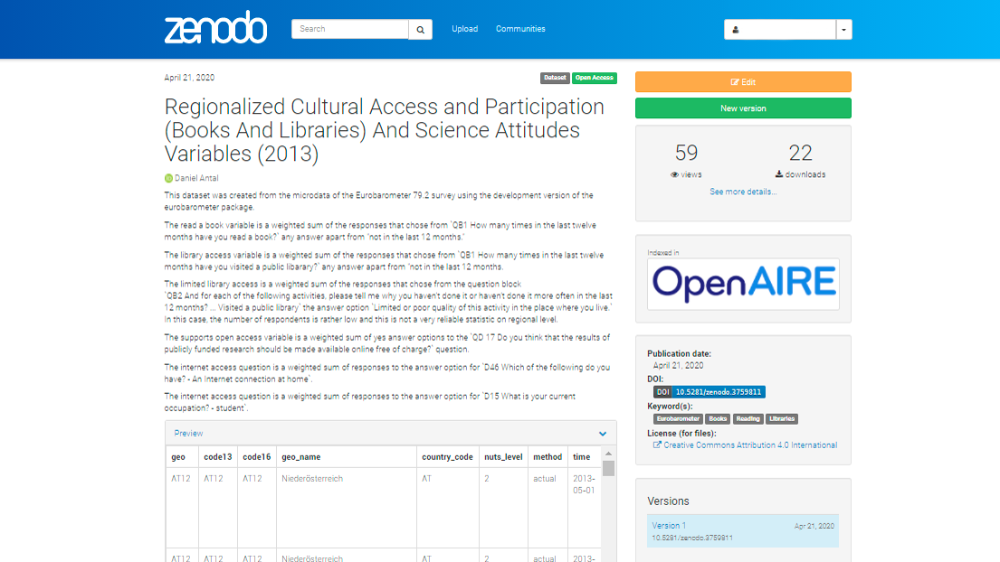 zenodo
Search
Upload
Communities
April 21, 2020
Dataset
Open Access
Regionalized Cultural Access and Participation
(Books And Libraries) And Science Attitudes
Variables (2013)
Daniel Antal
This dataset was created from the microdata of the Eurobarometer 79.2 survey using the development version of the
eurobarometer package.
The read a book variable is a weighted sum of the responses that chose from `QB1 How many times in the last twelve
months have you read a book?` any answer apart from 'not in the last 12 months."
The library access variable is a weighted sum of the responses that chose from `QB1 How many times in the last twelve
months have you visited a public libarary?` any answer apart from 'not in the last 12 months.
The limited library access is a weighted sum of the responses that chose from the question block
`QB2 And for each of the following activities, please tell me why you haven't done it or haven't done it more often in the last
12 months? ... Visited a public library` the answer option `Limited or poor quality of this activity in the place where you live.`
In this case, the number of respondents is rather low and this is not a very reliable statistic on regional level.
The supports open access variable is a weighted sum of yes answer options to the `QD 17 Do you think that the results of
publicly funded research should be made available online free of charge?` question.
The internet access question is a weighted sum of responses to the answer option for `D46 Which of the following do you
have? - An Internet connection at home`.
The internet access question is a weighted sum of responses to the answer option for `D15 What is your current
occupation? - student`.
Preview
geo code13 code16 geo_name country_code nuts_level method time
AT12 AT12 AT12 Niederösterreich AT 2 actual 2013-
05-01
AT12 AT12 AT12 Niederösterreich AT 2 actual 2013-
Edit
New version
59 22
views downloads
See more details...
Indexed in
OpenAIRE
Publication date:
April 21, 2020
DOI:
DOI 10.5281/zenodo.3759811
Keyword(s):
Eurobarometer Books Reading Libraries
License (for files):
Creative Commons Attribution 4.0 International
Versions
Version 1 Apr 21, 2020
10.5281/zenodo.3759811